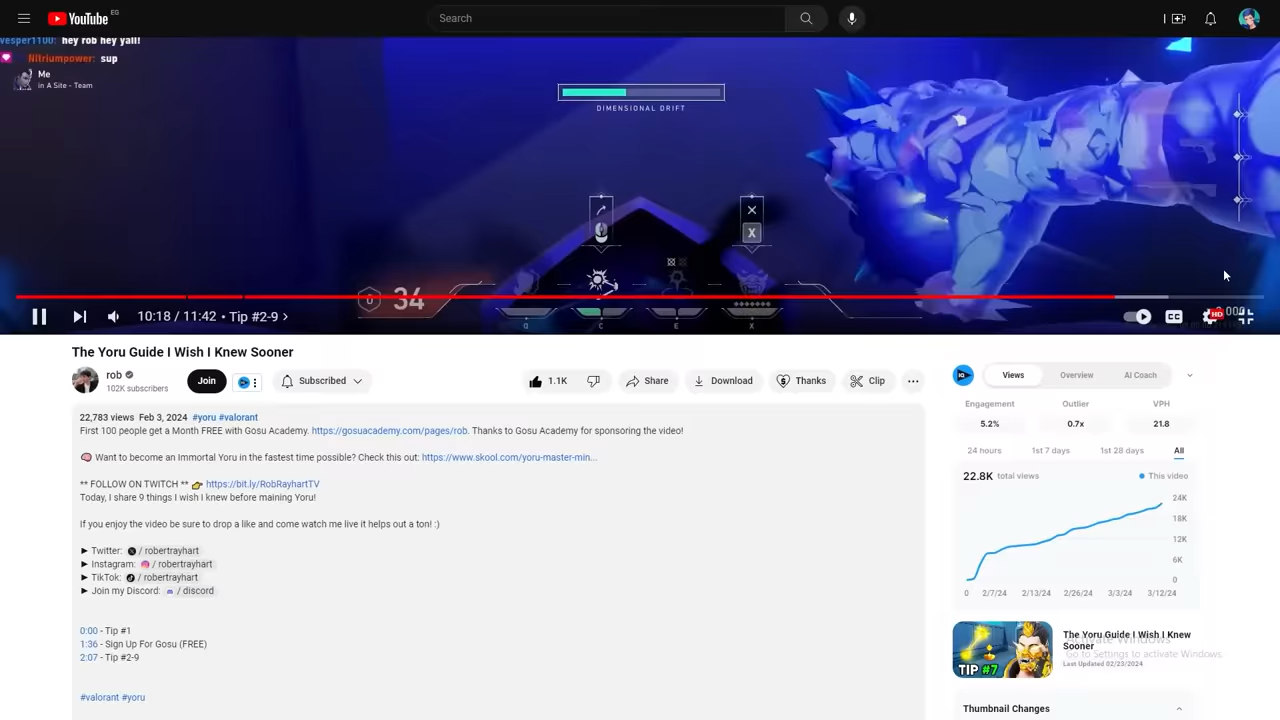 YouTube EG
Search
vesper1100: hey rob hey yall!
Nitriumpower: sup
Me
in A Site - Team
DIMENSIONAL DRIFT
X
34
Q C E X
10:18 / 11:42 • Tip #2-9 >
CC
HD
The Yoru Guide I Wish I Knew Sooner
rob
102K subscribers
Join
Subscribed
1.1K
Share
Download
Thanks
Clip
22,783 views Feb 3, 2024 #yoru #valorant
First 100 people get a Month FREE with Gosu Academy. https://gosuacademy.com/pages/rob. Thanks to Gosu Academy for sponsoring the video!
🧠 Want to become an Immortal Yoru in the fastest time possible? Check this out: https://www.skool.com/yoru-master-min...
** FOLLOW ON TWITCH ** 👉 https://bit.ly/RobRayhartTV
Today, I share 9 things I wish I knew before maining Yoru!
If you enjoy the video be sure to drop a like and come watch me live it helps out a ton! :)
► Twitter: / robertrayhart
► Instagram: / robertrayhart
► TikTok: / robertrayhart
► Join my Discord: / discord
0:00 - Tip #1
1:36 - Sign Up For Gosu (FREE)
2:07 - Tip #2-9
#valorant #yoru
IQ
Views Overview AI Coach
Engagement Outlier VPH
5.2% 0.7x 21.8
24 hours 1st 7 days 1st 28 days All
22.8K total views
This video
24K
18K
12K
6K
0
0 2/7/24 2/13/24 2/26/24 3/3/24 3/12/24
TIP #7
The Yoru Guide I Wish I Knew Sooner
Last Updated 02/23/2024
Activate Windows
Go to Settings to activate Windows.
Thumbnail Changes